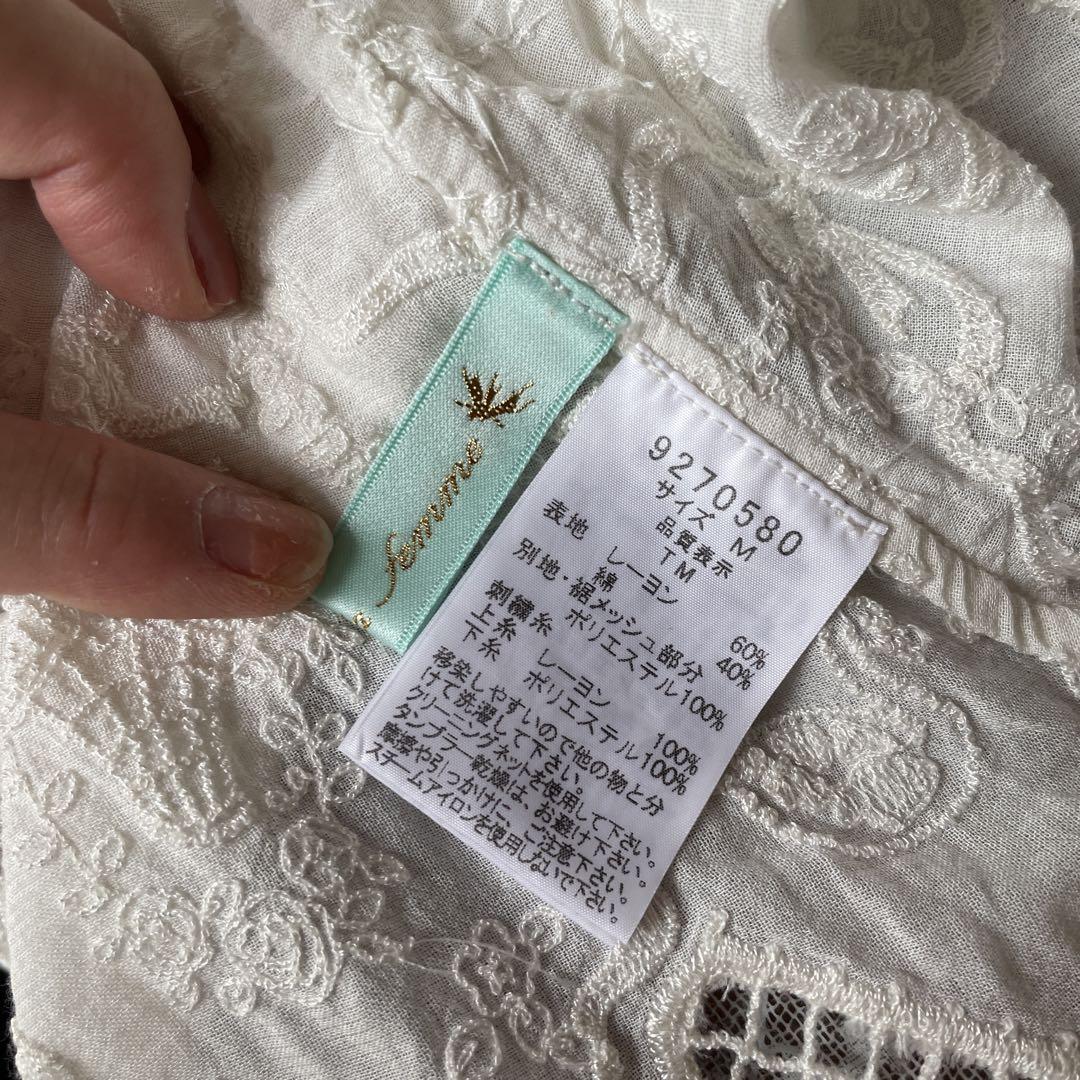 femme
9270580
サイズ M
品質表示
TM
表地 レーヨン 60%
綿 40%
別地・裾メッシュ部分
ポリエステル100%
刺繍糸
上糸 レーヨン 100%
下糸 ポリエステル100%
移染しやすいので他の物と分
けて洗濯して下さい。
クリーニングネットを使用して下さい。
タンブラー乾燥は、お避け下さい。
摩擦や引っかけにご注意下さい。
スチームアイロンを使用しないで下さい。